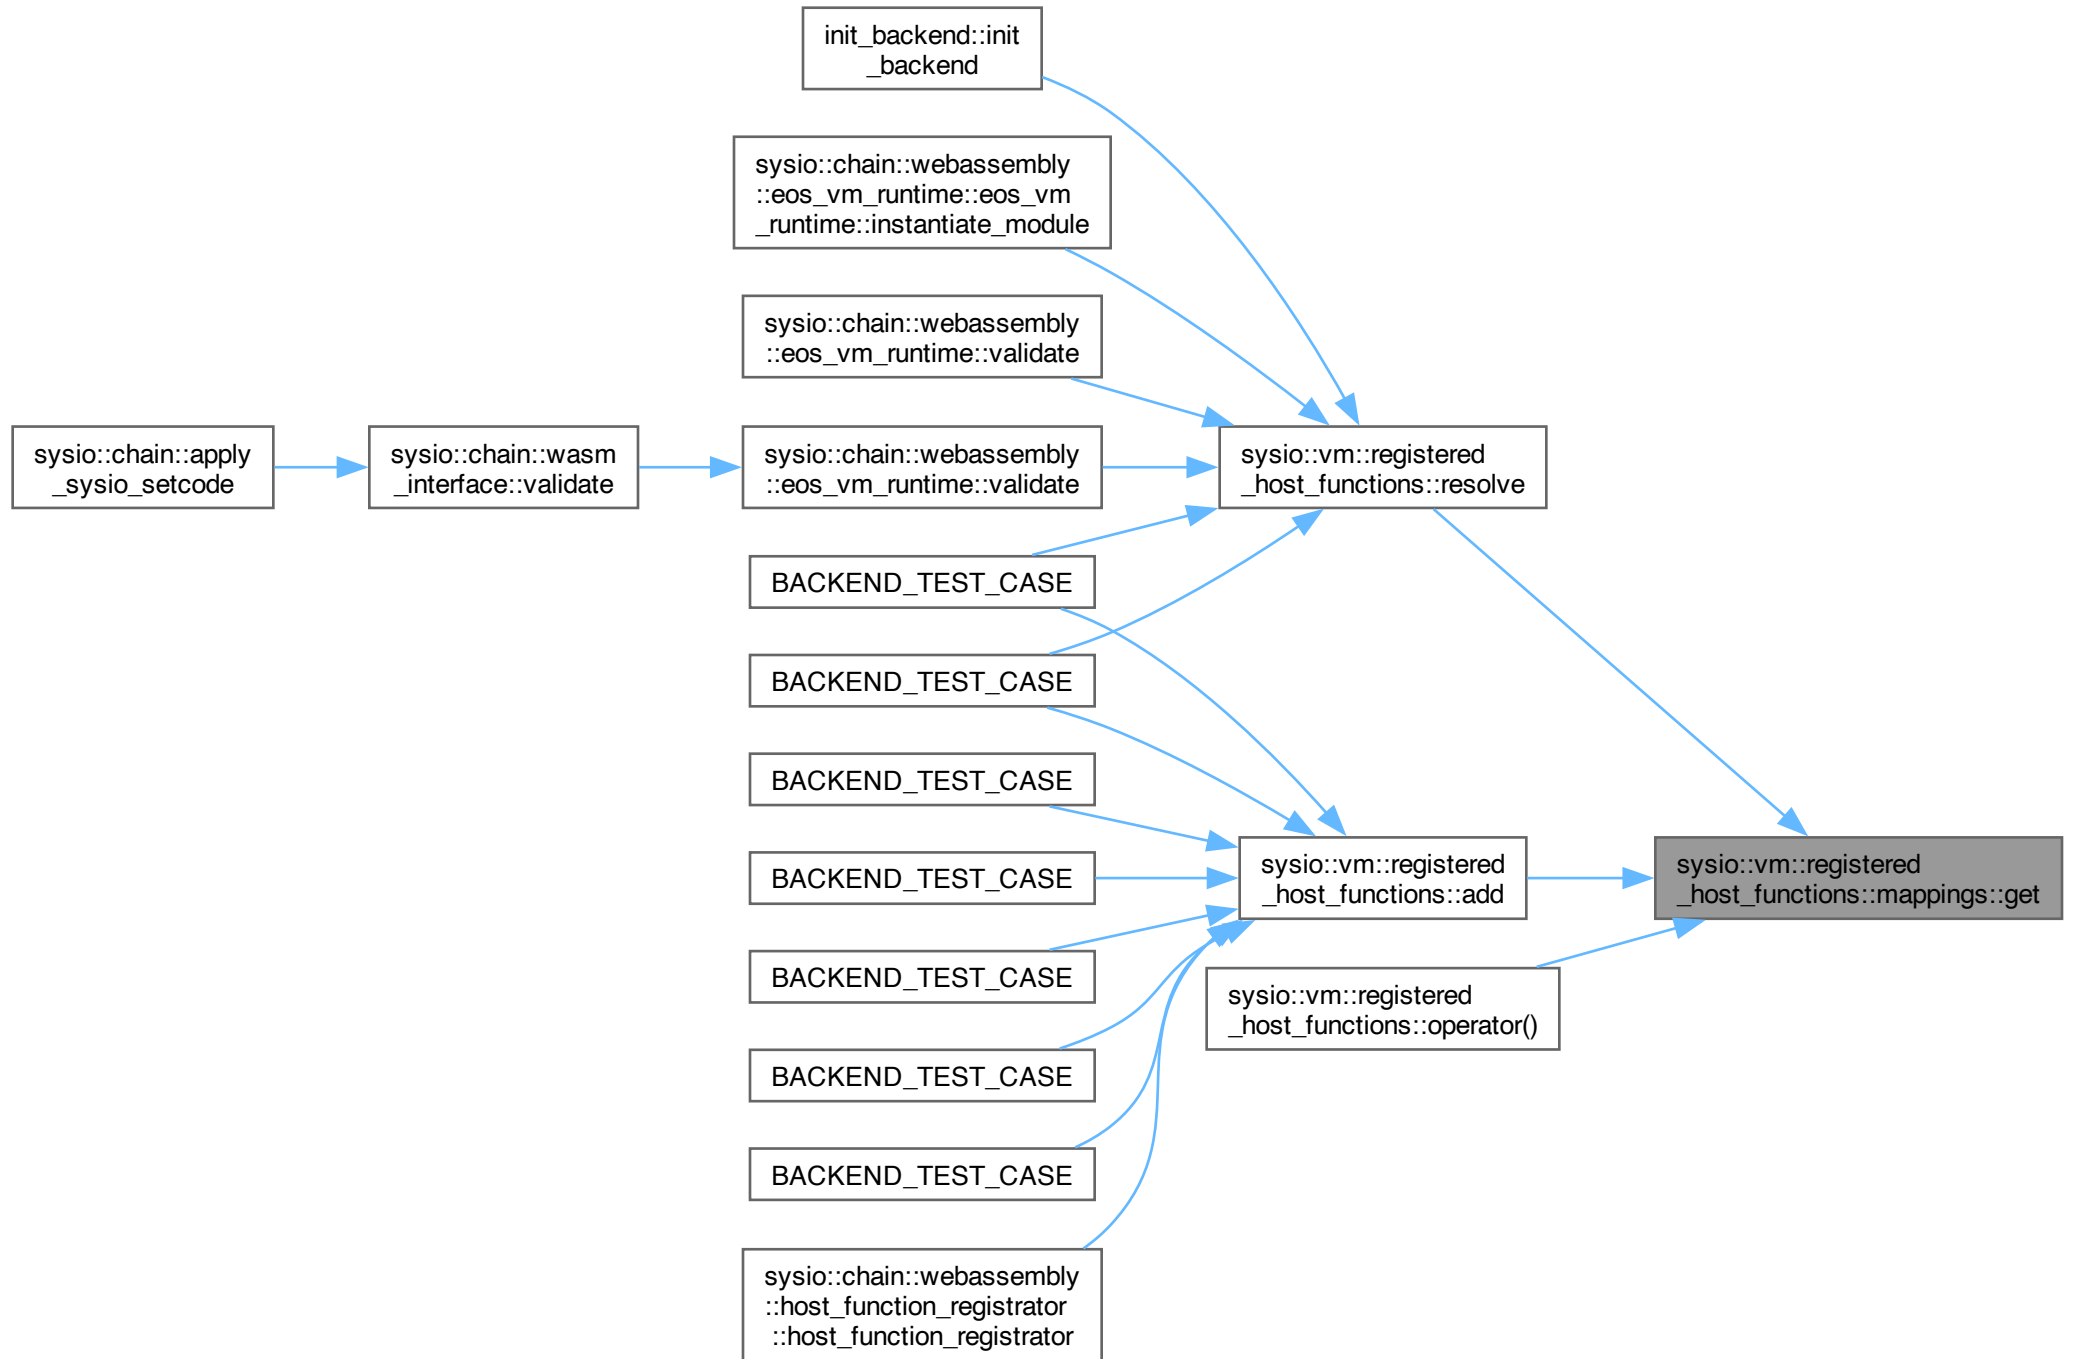 init_backend::init
_backend
sysio::chain::webassembly
::eos_vm_runtime::eos_vm
_runtime::instantiate_module
sysio::chain::webassembly
::eos_vm_runtime::validate
sysio::chain::apply
_sysio_setcode
sysio::chain::wasm
_interface::validate
sysio::chain::webassembly
::eos_vm_runtime::validate
sysio::vm::registered
_host_functions::resolve
BACKEND_TEST_CASE
BACKEND_TEST_CASE
BACKEND_TEST_CASE
BACKEND_TEST_CASE
sysio::vm::registered
_host_functions::add
sysio::vm::registered
_host_functions::mappings::get
BACKEND_TEST_CASE
sysio::vm::registered
_host_functions::operator()
BACKEND_TEST_CASE
BACKEND_TEST_CASE
sysio::chain::webassembly
::host_function_registrator
::host_function_registrator